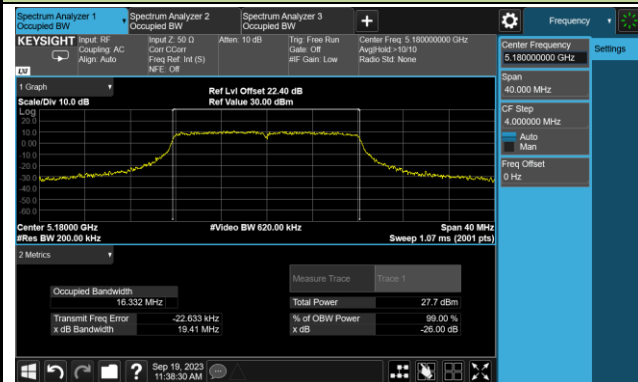 Spectrum Analyzer 1
Occupied BW
Spectrum Analyzer 2
Occupied BW
Spectrum Analyzer 3
Occupied BW
+
Frequency
KEYSIGHT
Input: RF
Coupling: AC
Align: Auto
Input Z: 50 Ω
Corr CCorr
Freq Ref: Int (S)
NFE: Off
Atten: 10 dB
Trig: Free Run
Gate: Off
#IF Gain: Low
Center Freq: 5.180000000 GHz
Avg|Hold:>10/10
Radio Std: None
LXI
Center Frequency
5.180000000 GHz
Settings
Span
40.000 MHz
CF Step
4.000000 MHz
Auto
Man
Freq Offset
0 Hz
1 Graph
Scale/Div 10.0 dB
Ref Lvl Offset 22.40 dB
Ref Value 30.00 dBm
Log
20.0
10.0
0.00
-10.0
-20.0
-30.0
-40.0
-50.0
-60.0
Center 5.18000 GHz
#Video BW 620.00 kHz
Span 40 MHz
#Res BW 200.00 kHz
Sweep 1.07 ms (2001 pts)
2 Metrics
Measure Trace
Trace 1
Occupied Bandwidth
16.332 MHz
Total Power
27.7 dBm
Transmit Freq Error
-22.633 kHz
% of OBW Power
99.00 %
x dB Bandwidth
19.41 MHz
x dB
-26.00 dB
?
Sep 19, 2023
11:38:30 AM